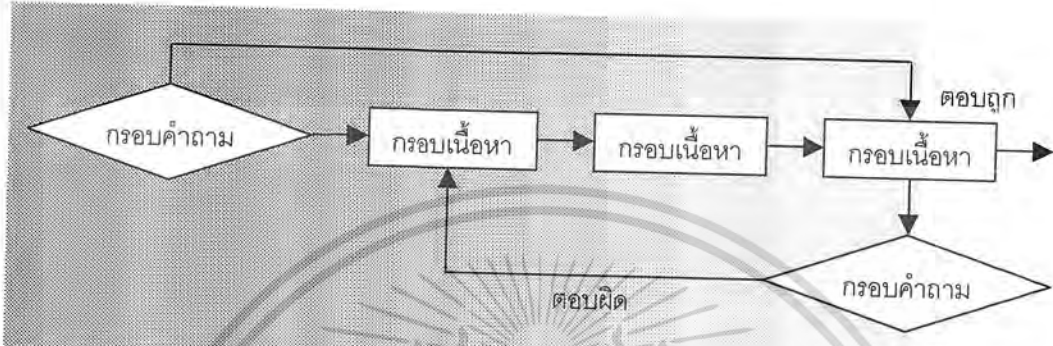 ตอบถูก
กรอบคำถาม
กรอบเนื้อหา
กรอบเนื้อหา
กรอบเนื้อหา
ตอบผิด
กรอบคำถาม